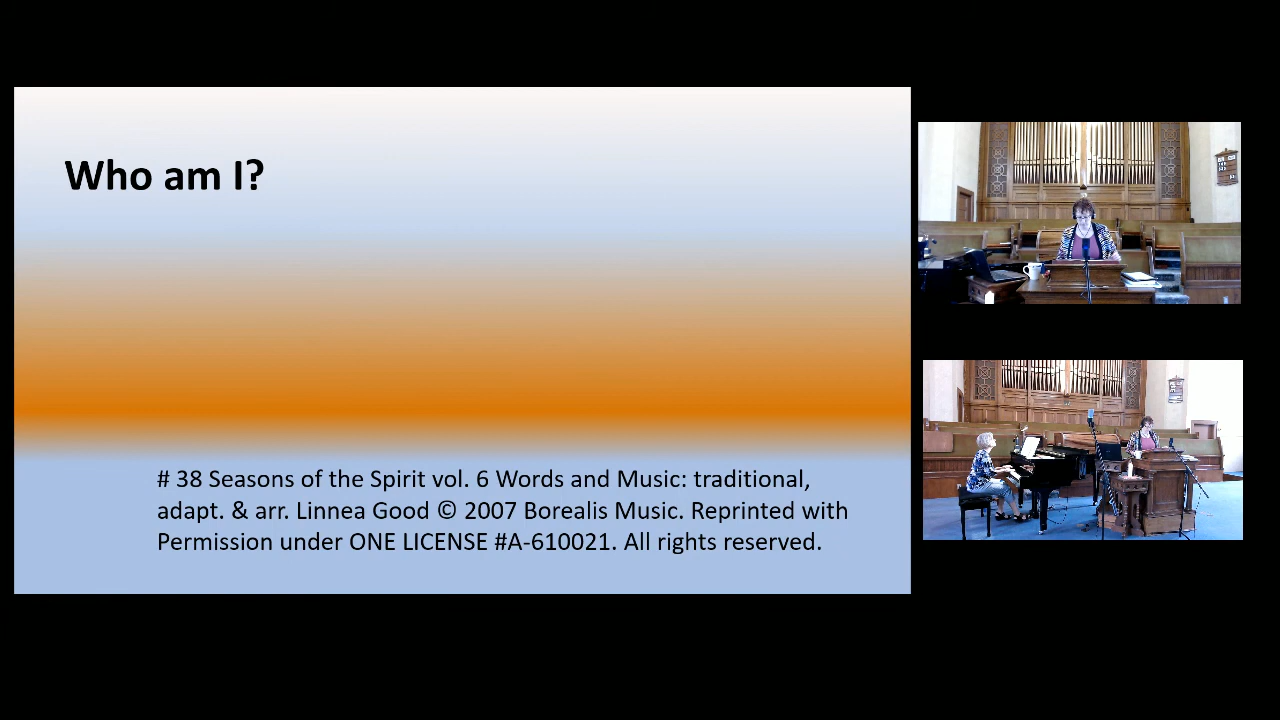 Who am I?
# 38 Seasons of the Spirit vol. 6 Words and Music: traditional,
adapt. & arr. Linnea Good © 2007 Borealis Music. Reprinted with
Permission under ONE LICENSE #A-610021. All rights reserved.